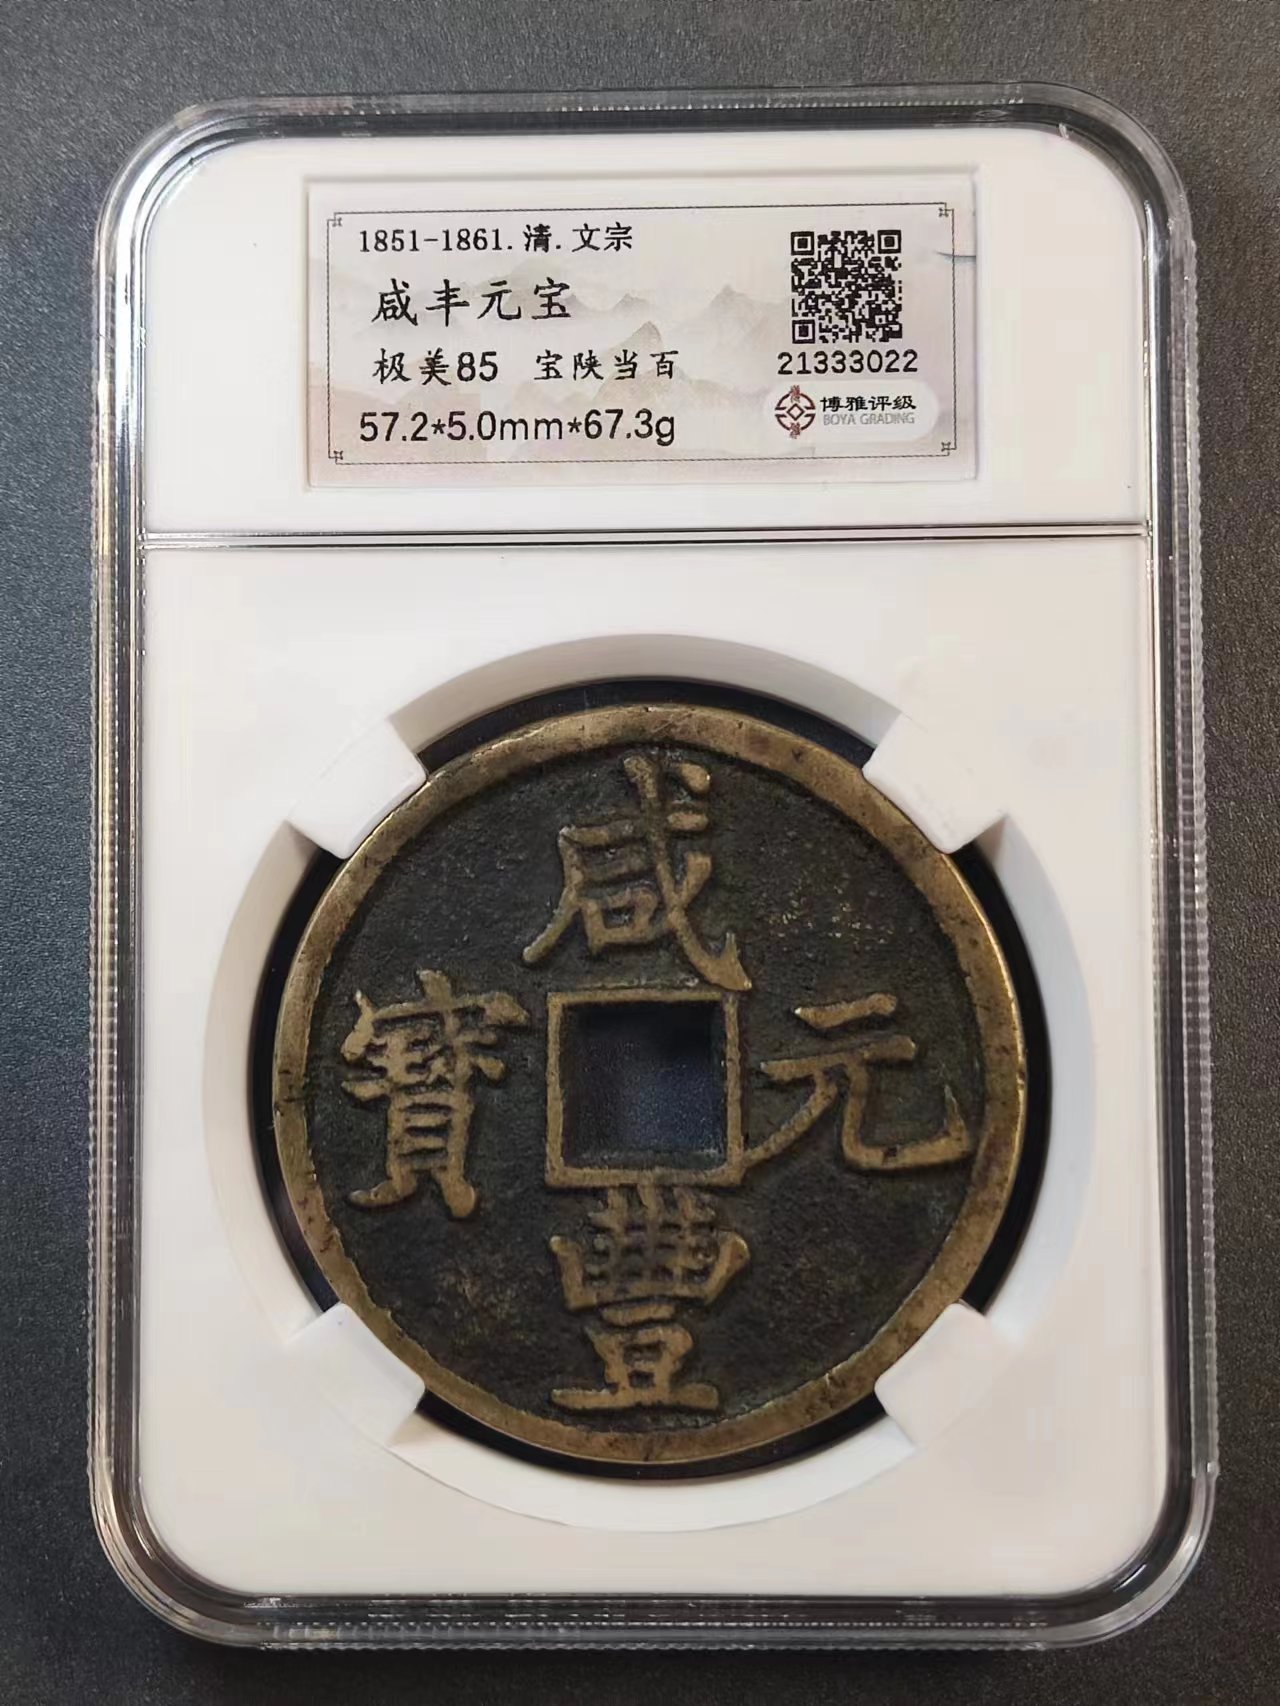 1851-1861.清.文宗
咸丰元宝
极美85 宝陕当百
57.2*5.0mm*67.3g
21333022
博雅评级
BOYA GRADING
咸
元
寶
豐